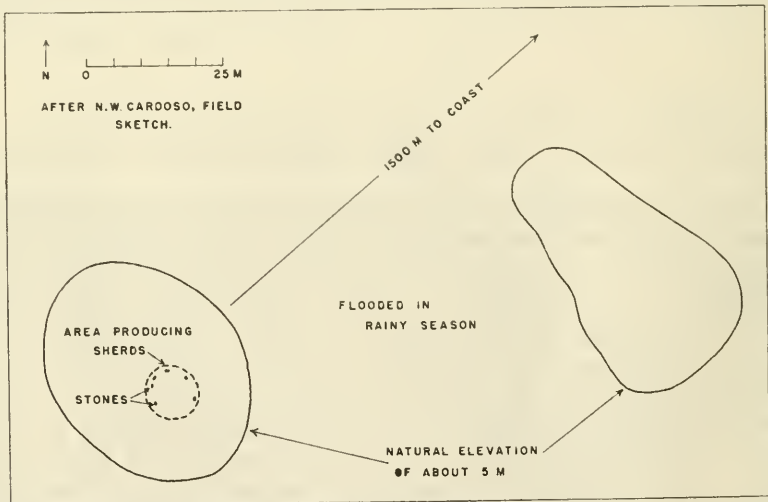 N 0 25 M
AFTER N.W. CARDOSO, FIELD
SKETCH.
1500 M TO COAST
FLOODED IN
RAINY SEASON
AREA PRODUCING
SHERDS
STONES
NATURAL ELEVATION
OF ABOUT 5 M